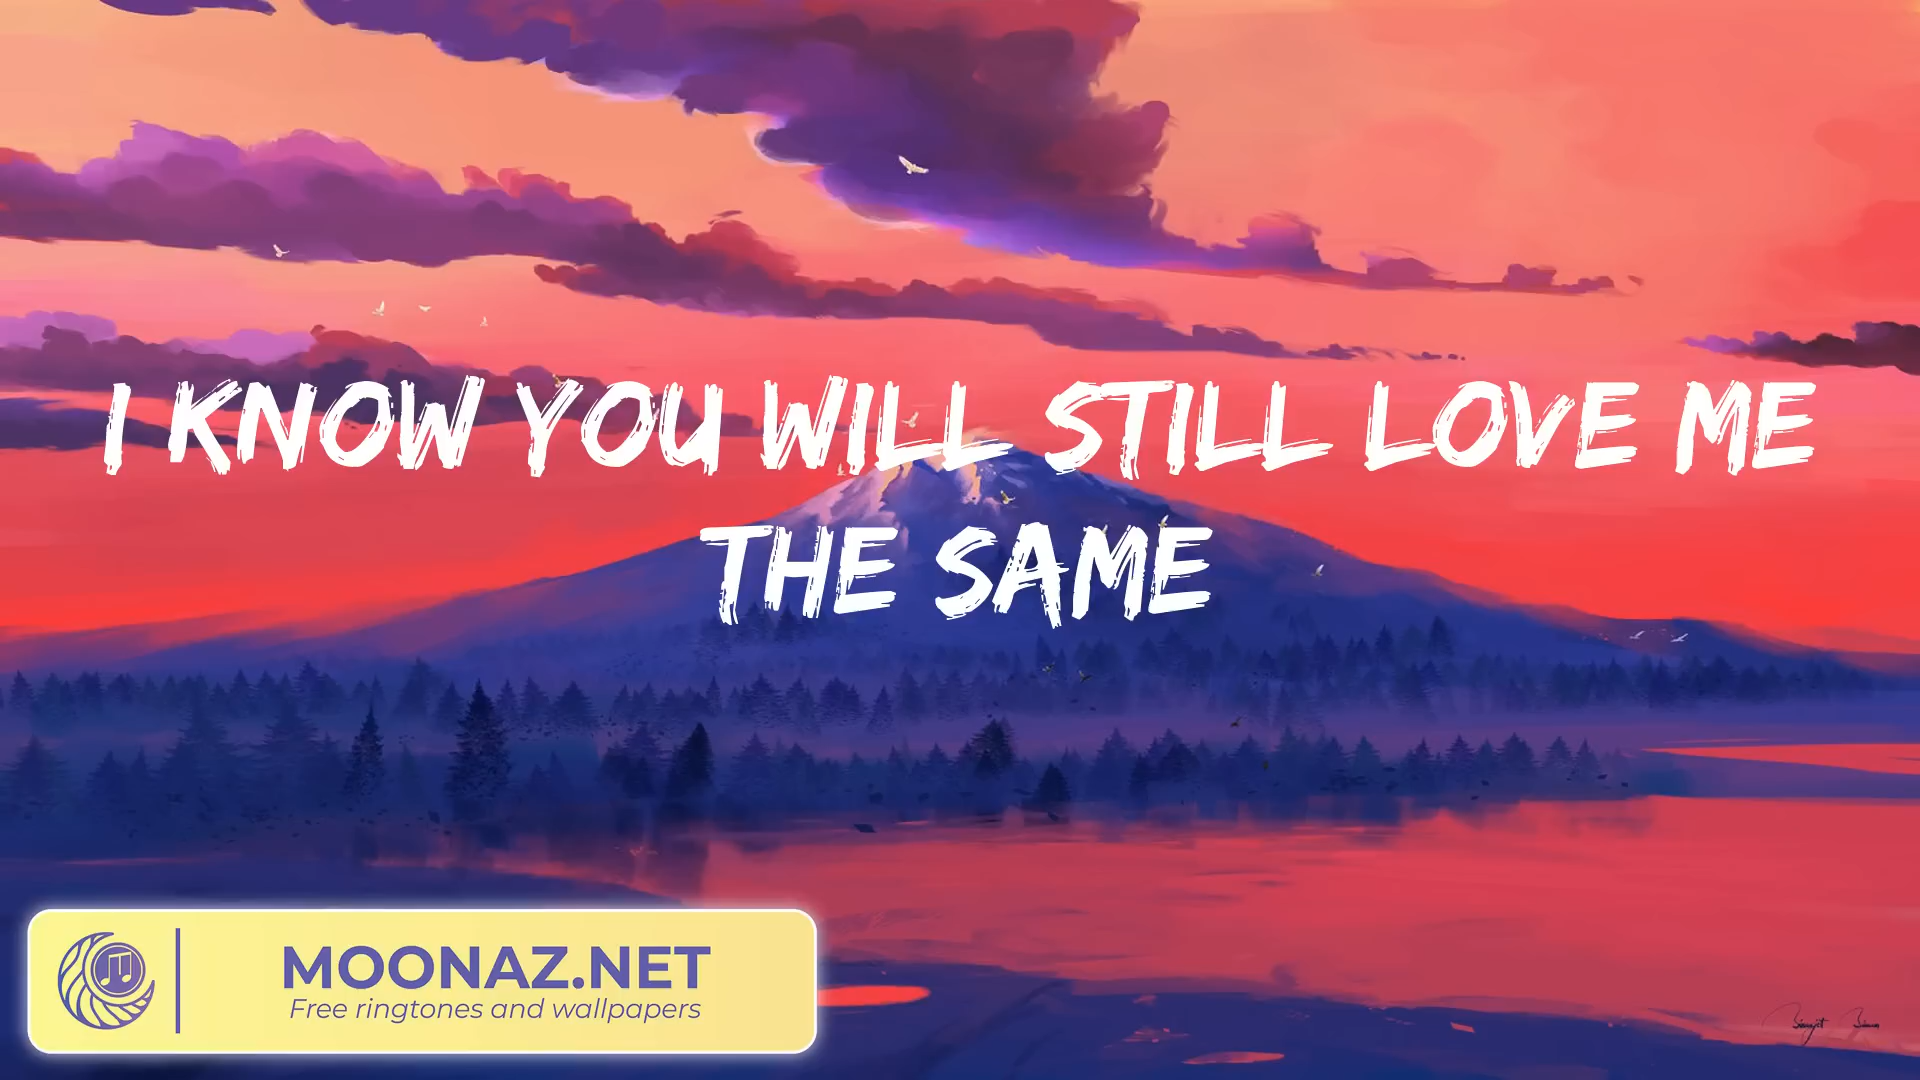 I KNOW YOU WILL STILL LOVE ME
THE SAME
MOONAZ.NET
Free ringtones and wallpapers